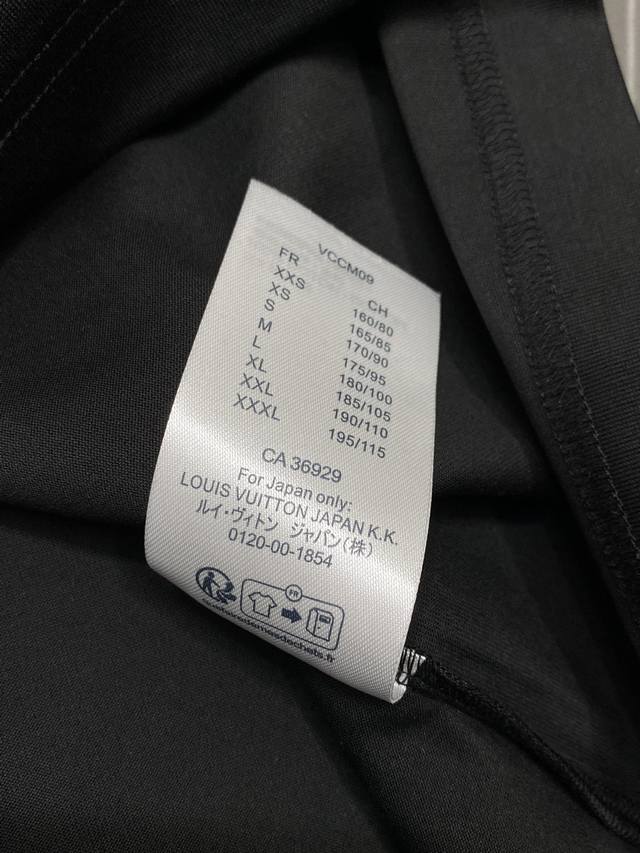 VCCM09
FR CH
XXS 160/80
XS 165/85
S 170/90
M 175/95
L 180/100
XL 185/105
XXL 190/110
XXXL 195/115
CA 36929
For Japan only:
LOUIS VUITTON JAPAN K.K.
ルイ・ヴィトン ジャパン(株)
0120-00-1854
FR
quefairedemesdechets.fr